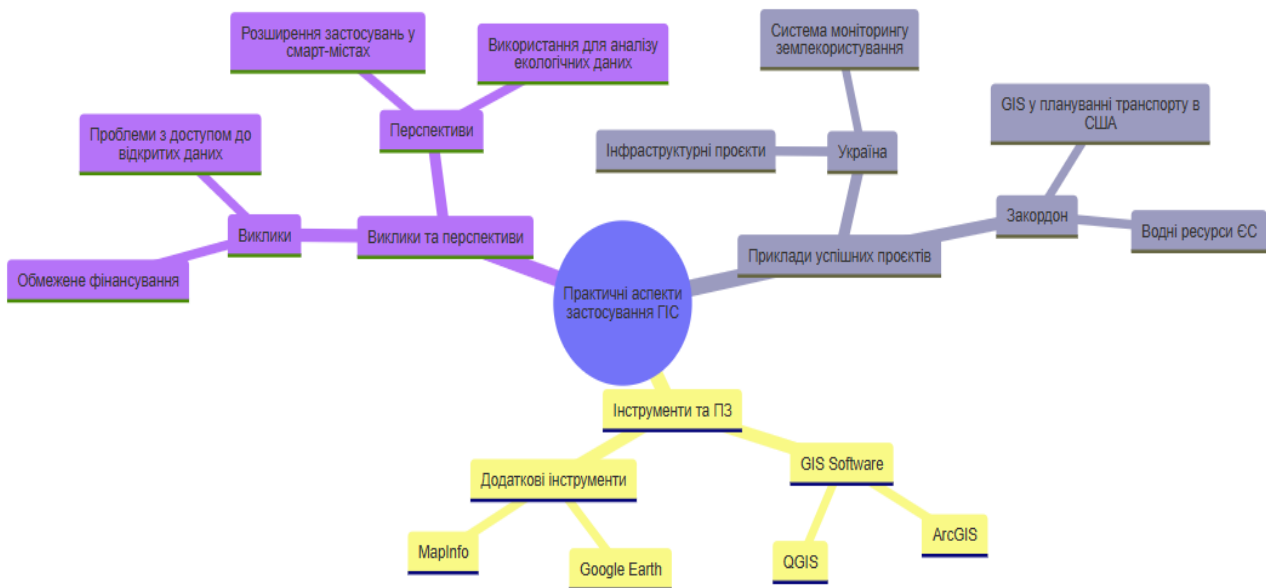 Розширення застосувань у
смарт-містах
Використання для аналізу
екологічних даних
Перспективи
Проблеми з доступом до
відкритих даних
Виклики
Виклики та перспективи
Обмежене фінансування
Система моніторингу
землекористування
Інфраструктурні проєкти
Україна
GIS у плануванні транспорту в
США
Закордон
Водні ресурси ЄС
Приклади успішних проєктів
Практичні аспекти
застосування ГІС
Інструменти та ПЗ
Додаткові інструменти
GIS Software
MapInfo
Google Earth
QGIS
ArcGIS